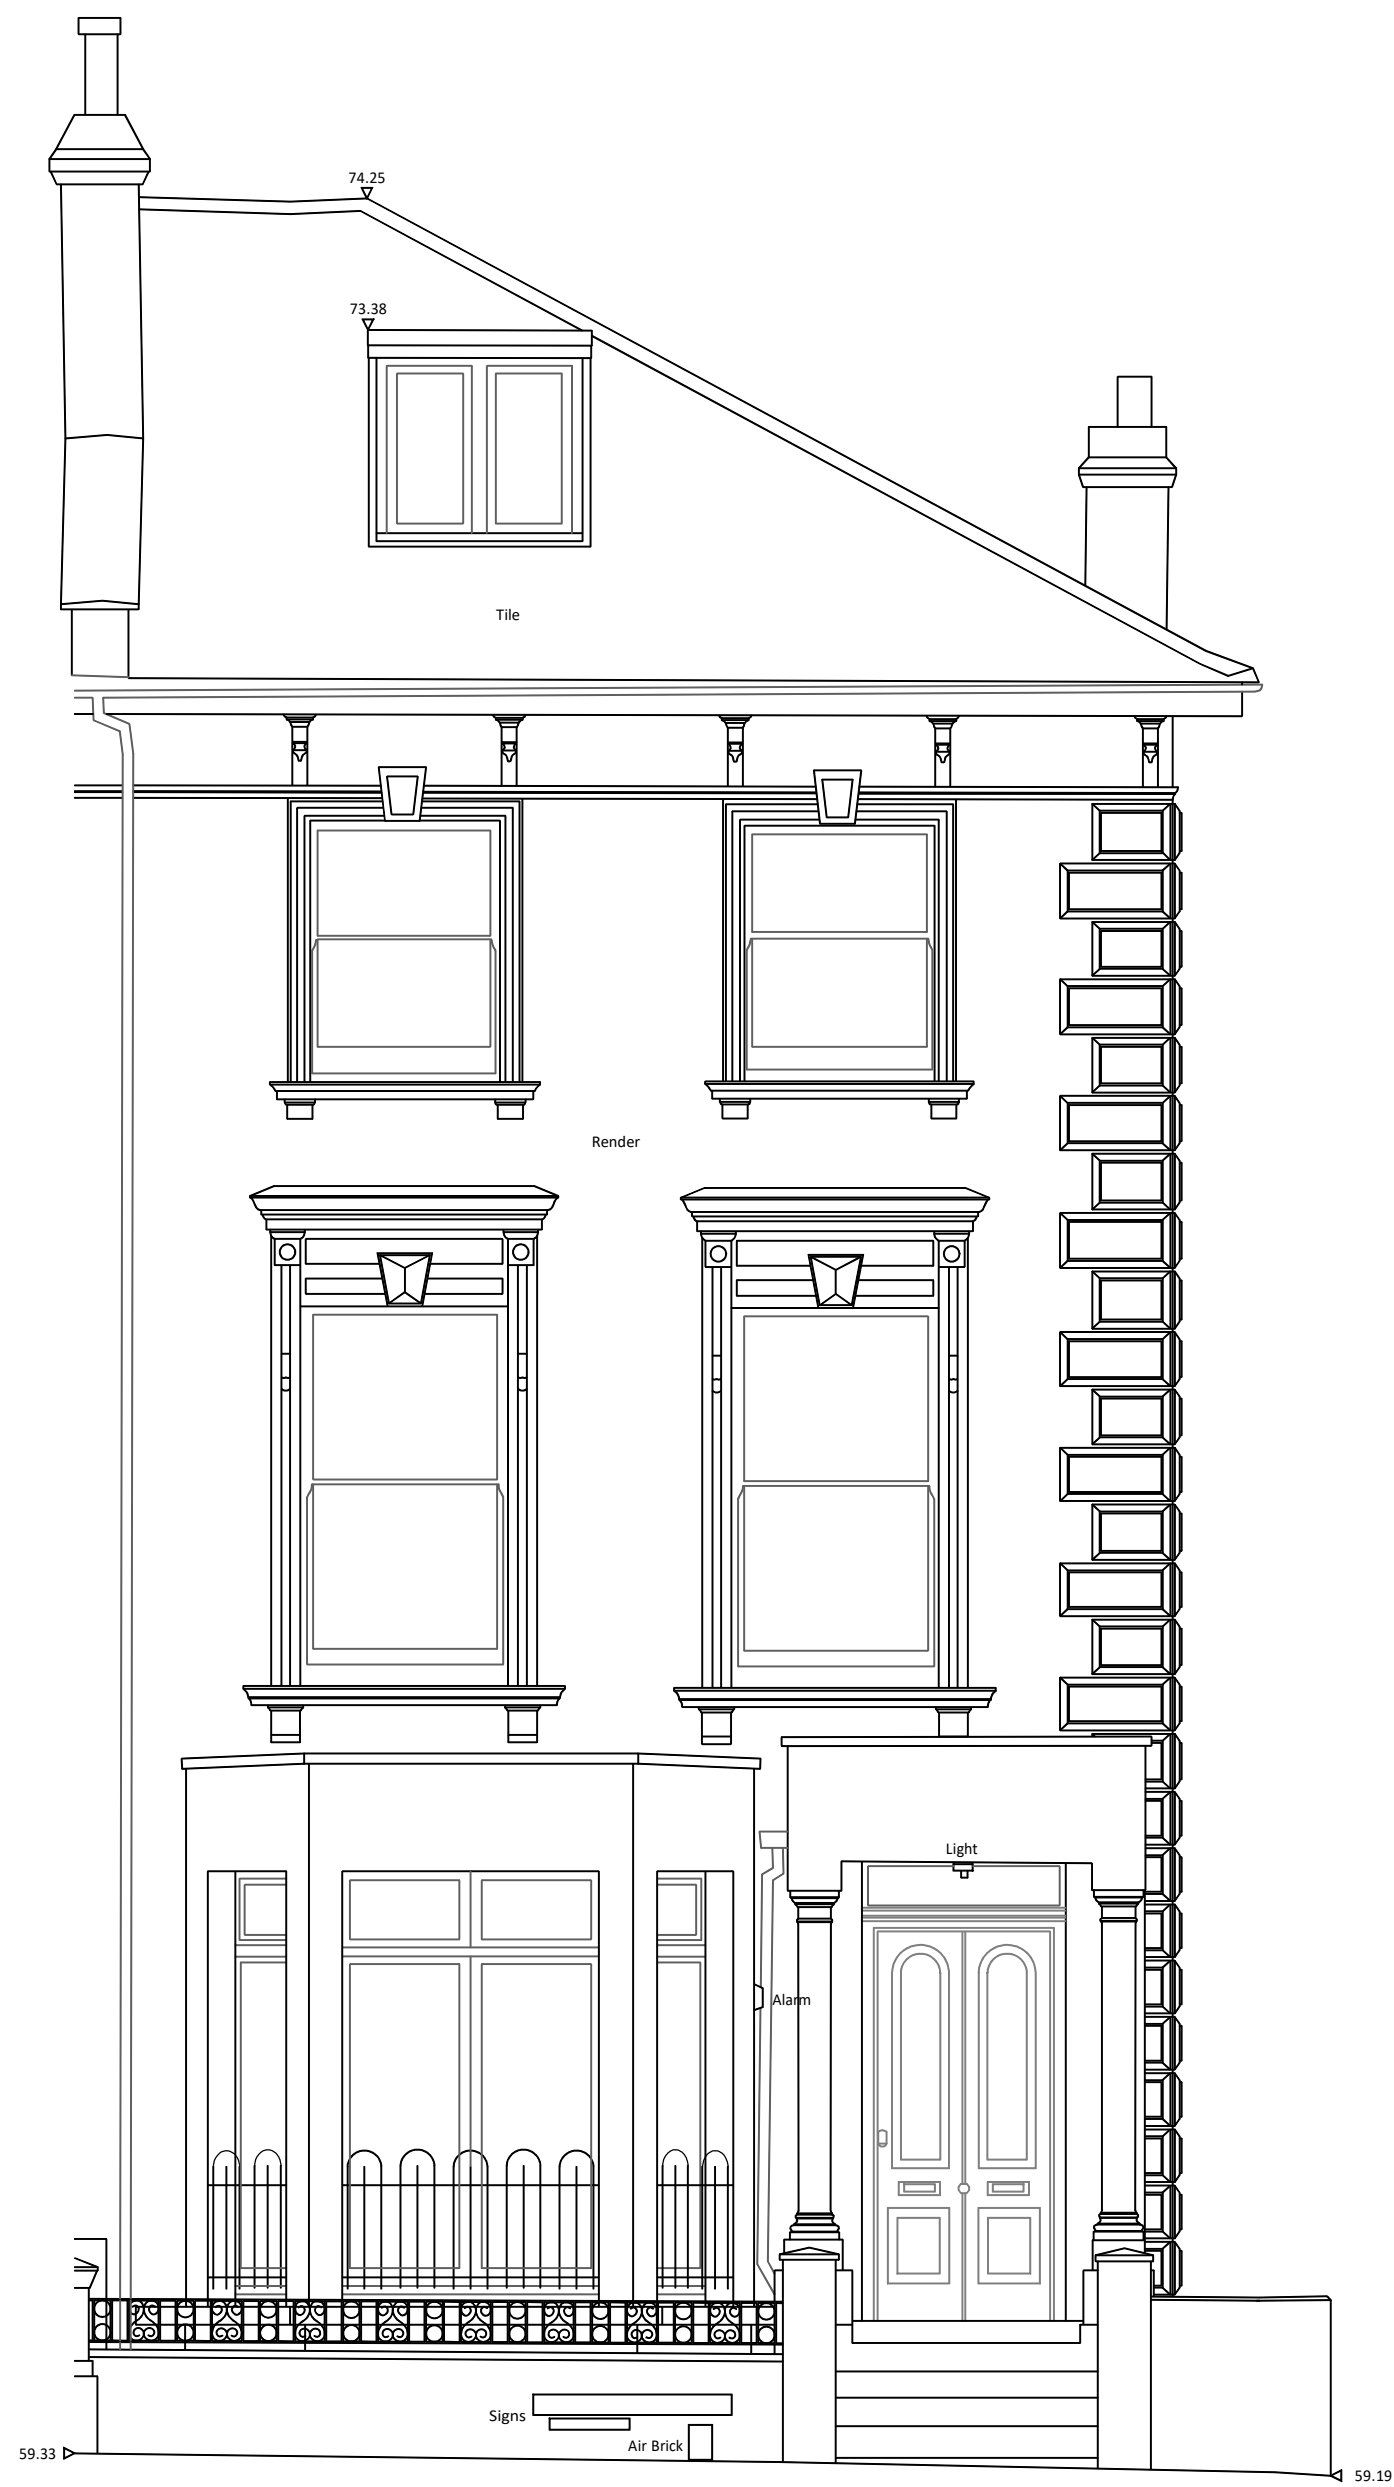 74.25
73.38
Tile
Render
Light
Alarm
Signs
Air Brick
59.33
59.19